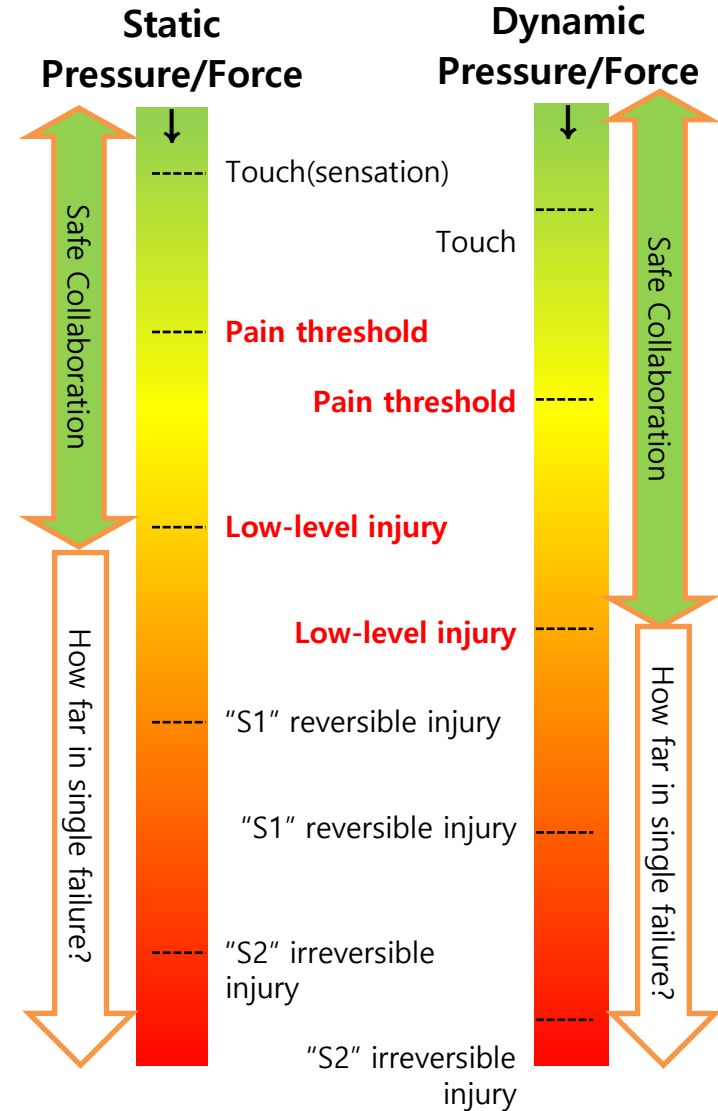 Static
Pressure/Force
Dynamic
Pressure/Force
Safe Collaboration
How far in single failure?
Touch(sensation)
Pain threshold
Low-level injury
"S1" reversible injury
"S2" irreversible
injury
Touch
Pain threshold
Low-level injury
"S1" reversible injury
"S2" irreversible
injury
Safe Collaboration
How far in single failure?